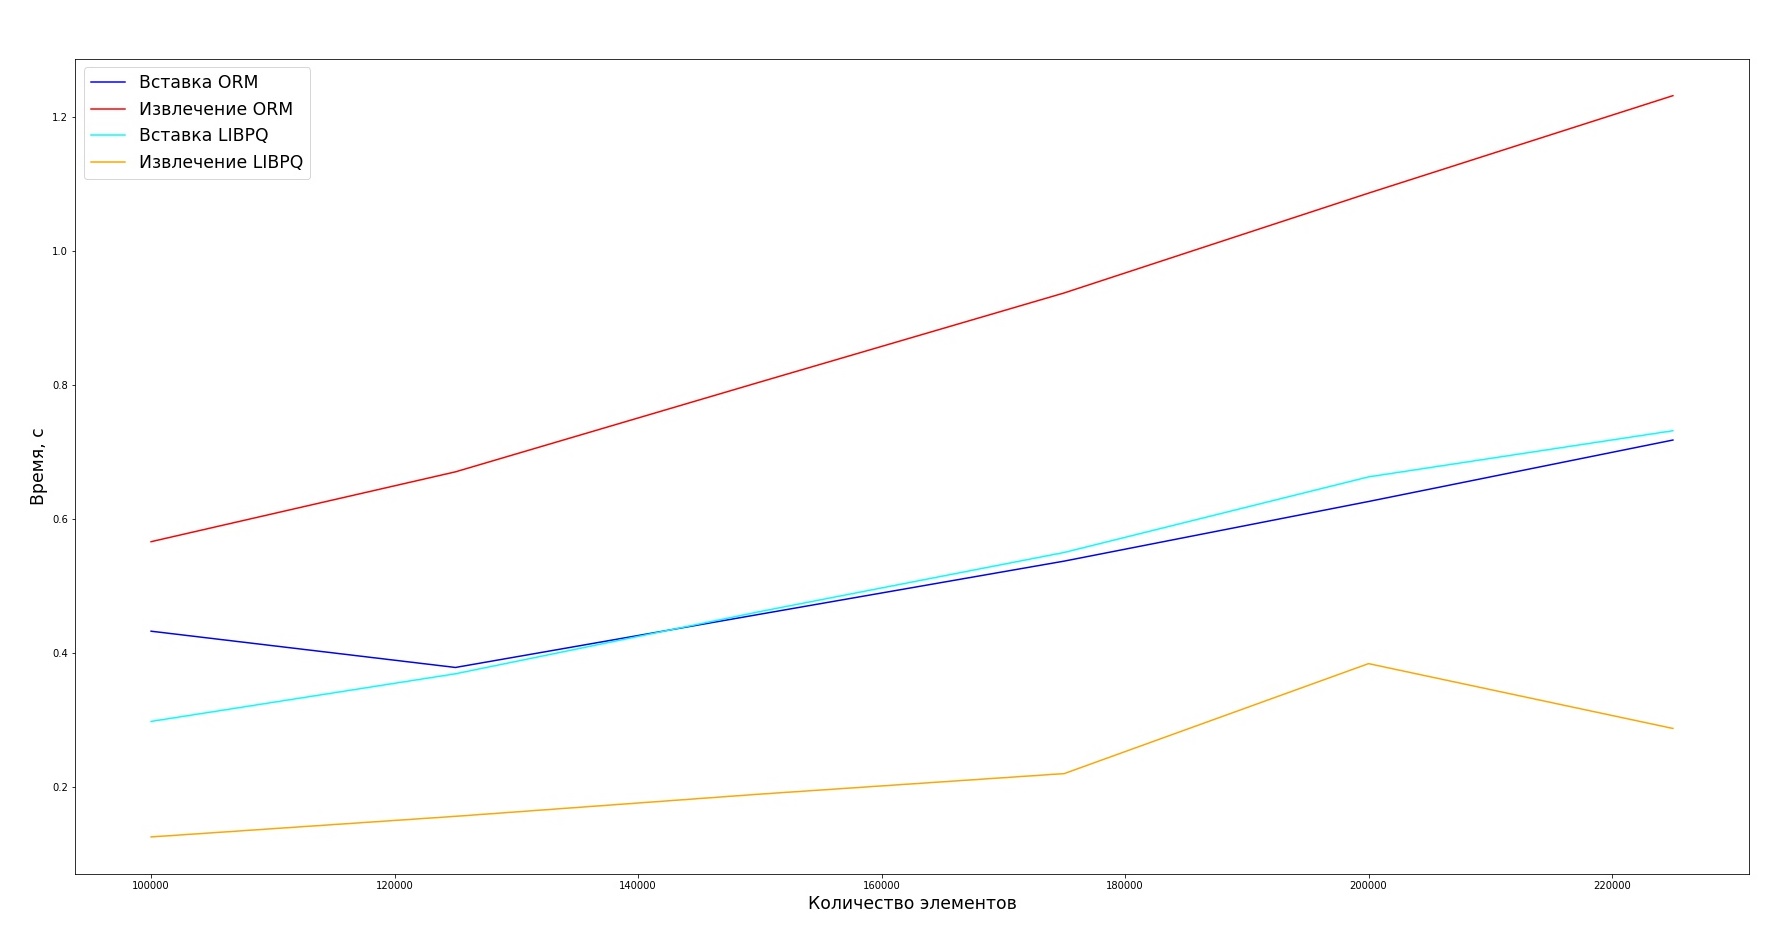 Вставка ORM
Извлечение ORM
Вставка LIBPQ
Извлечение LIBPQ
1.2
1.0
0.8
0.6
0.4
0.2
Время, с
100000 120000 140000 160000 180000 200000 220000
Количество элементов